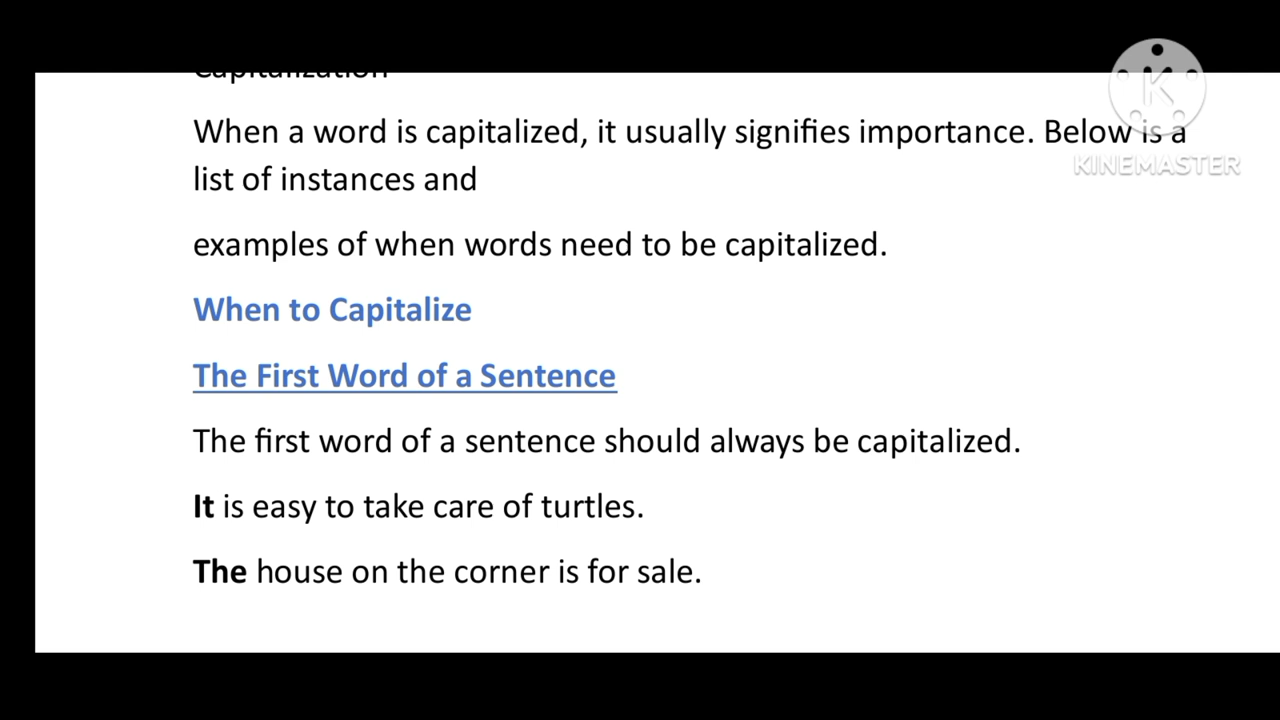 Capitalization
When a word is capitalized, it usually signifies importance. Below is a
list of instances and
examples of when words need to be capitalized.
When to Capitalize
The First Word of a Sentence
The first word of a sentence should always be capitalized.
It is easy to take care of turtles.
The house on the corner is for sale.
K
KINEMASTER